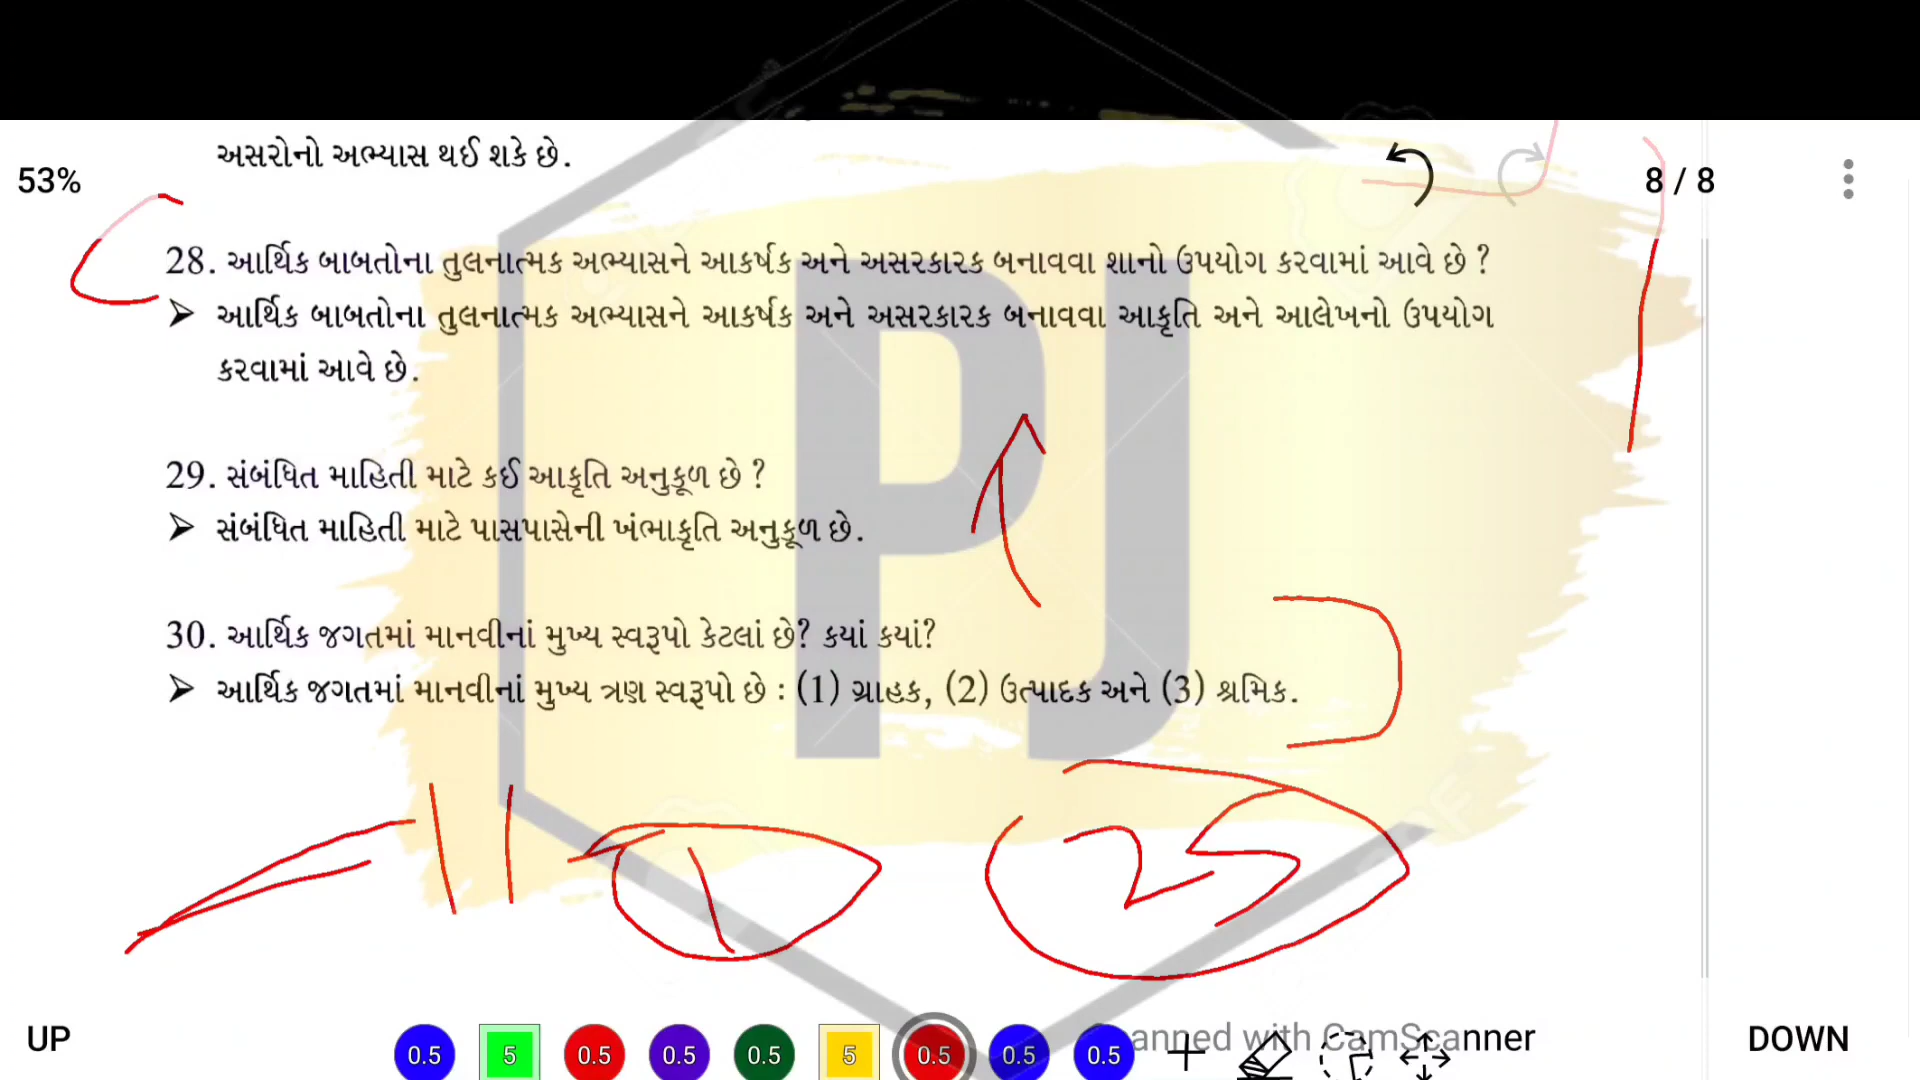 અસરોનો અભ્યાસ થઈ શકે છે.
53%
8 / 8
28. આર્થિક બાબતોના તુલનાત્મક અભ્યાસને આકર્ષક અને અસરકારક બનાવવા શાનો ઉપયોગ કરવામાં આવે છે ?
➤ આર્થિક બાબતોના તુલનાત્મક અભ્યાસને આકર્ષક અને અસરકારક બનાવવા આકૃતિ અને આલેખનો ઉપયોગ
કરવામાં આવે છે.
29. સંબંધિત માહિતી માટે કઈ આકૃતિ અનુકૂળ છે ?
➤ સંબંધિત માહિતી માટે પાસપાસેની ખંભાકૃતિ અનુકૂળ છે.
30. આર્થિક જગતમાં માનવીનાં મુખ્ય સ્વરૂપો કેટલાં છે? કયાં કયાં?
➤ આર્થિક જગતમાં માનવીનાં મુખ્ય ત્રણ સ્વરૂપો છે : (1) ગ્રાહક, (2) ઉત્પાદક અને (3) શ્રમિક.
PJ
11 1 25
UP
0.5 5 0.5 0.5 0.5 5 0.5 0.5 0.5
anned with CamScanner
DOWN